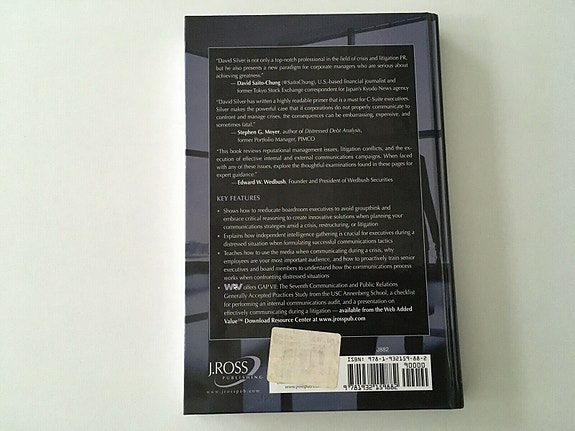 "David Silver is not only a top-notch professional in the field of crisis and litigation PR,
but he also presents a new paradigm for corporate managers who are serious about
achieving greatness."
— David Saito-Chung (@SaitoChung), U.S.-based financial journalist and
former Tokyo Stock Exchange correspondent for Japan's Kyodo News agency
"David Silver has written a highly readable primer that is a must for C-Suite executives.
Silver makes the powerful case that if corporations do not properly communicate to
confront and manage crises, the consequences can be embarrassing, expensive, and
sometimes fatal."
— Stephen G. Moyer, author of Distressed Debt Analysis,
former Portfolio Manager, PIMCO
"This book reviews reputational management issues, litigation conflicts, and the ex-
ecution of effective internal and external communications campaigns. When faced
with any of these issues, explore the thoughtful examinations found in these pages for
expert guidance."
— Edward W. Wedbush, Founder and President of Wedbush Securities
KEY FEATURES
• Shows how to reeducate boardroom executives to avoid groupthink and
embrace critical reasoning to create innovative solutions when planning your
communications strategies amid a crisis, restructuring, or litigation
• Explains how independent intelligence gathering is crucial for executives during a
distressed situation when formulating successful communications tactics
• Teaches how to use the media when communicating during a crisis, why
employees are your most important audience, and how to proactively train senior
executives and board members to understand how the communications process
works when confronting distressed situations
• WAV offers GAP VII: The Seventh Communication and Public Relations
Generally Accepted Practices Study from the USC Annenberg School, a checklist
for performing an internal communications audit, and a presentation on
effectively communicating during a litigation — available from the Web Added
Value™ Download Resource Center at www.jrosspub.com
J.ROSS
PUBLISHING
www.jrosspub.com
ISBN: 978-1-932159-88-2
90000
9781932159882